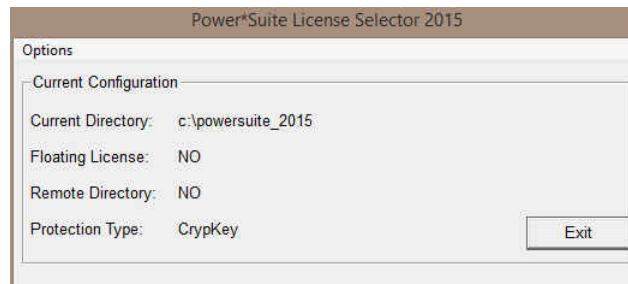 Power*Suite License Selector 2015
Options
Current Configuration
Current Directory: c:\powersuite_2015
Floating License: NO
Remote Directory: NO
Protection Type: CrypKey
Exit